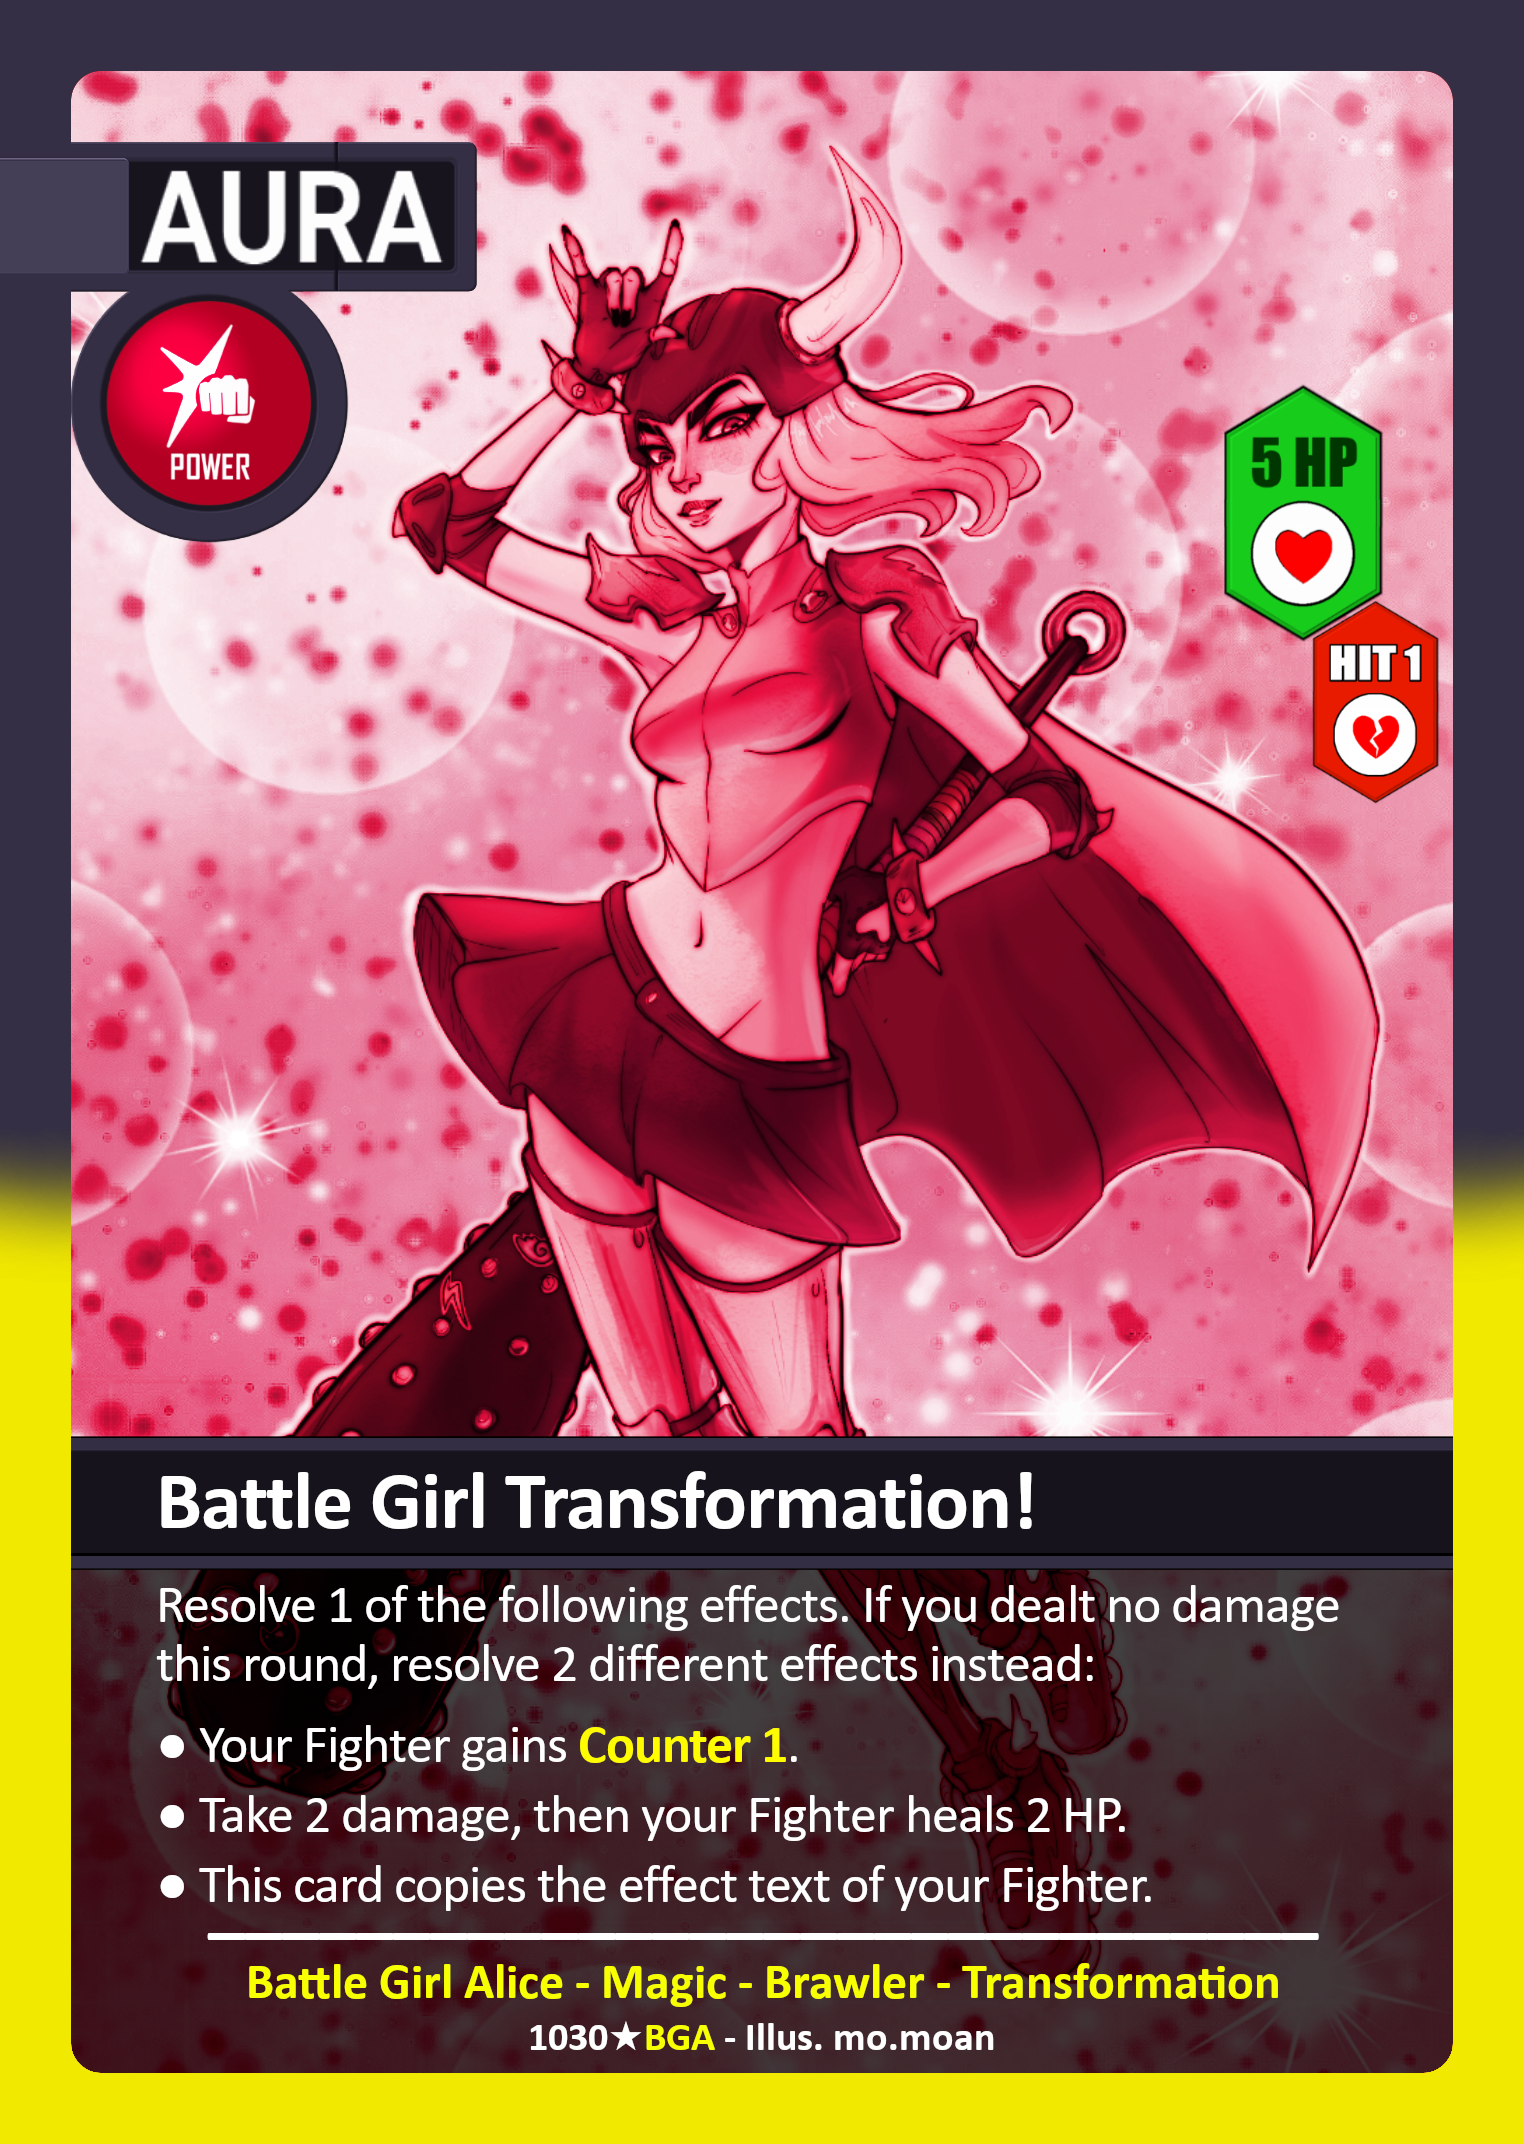 AURA
POWER
5 HP
HIT 1
Battle Girl Transformation!
Resolve 1 of the following effects. If you dealt no damage
this round, resolve 2 different effects instead:
● Your Fighter gains Counter 1.
● Take 2 damage, then your Fighter heals 2 HP.
● This card copies the effect text of your Fighter.
Battle Girl Alice - Magic - Brawler - Transformation
1030★BGA - Illus. mo.moan